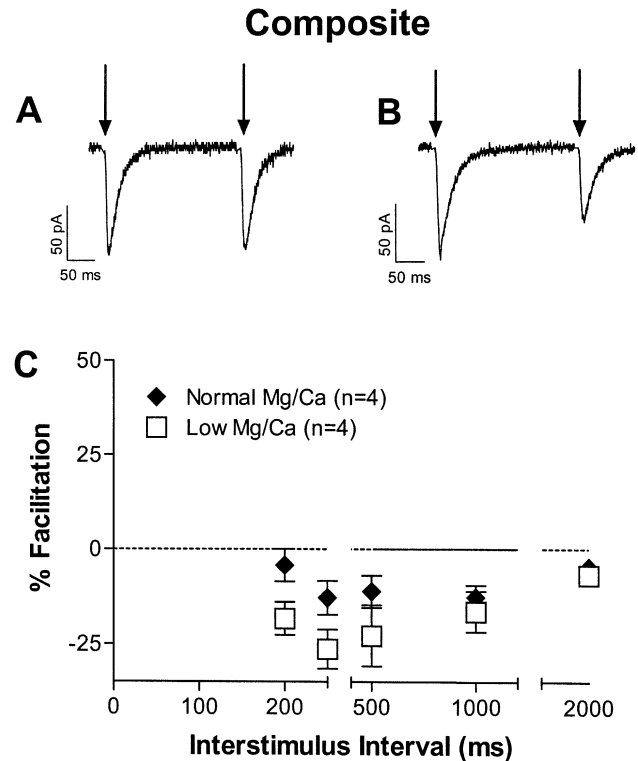 Composite
A
B
50 pA
50 ms
50 pA
50 ms
C
50
25
0
-25
% Facilitation
Normal Mg/Ca (n=4)
Low Mg/Ca (n=4)
0
100
200
500
1000
2000
Interstimulus Interval (ms)